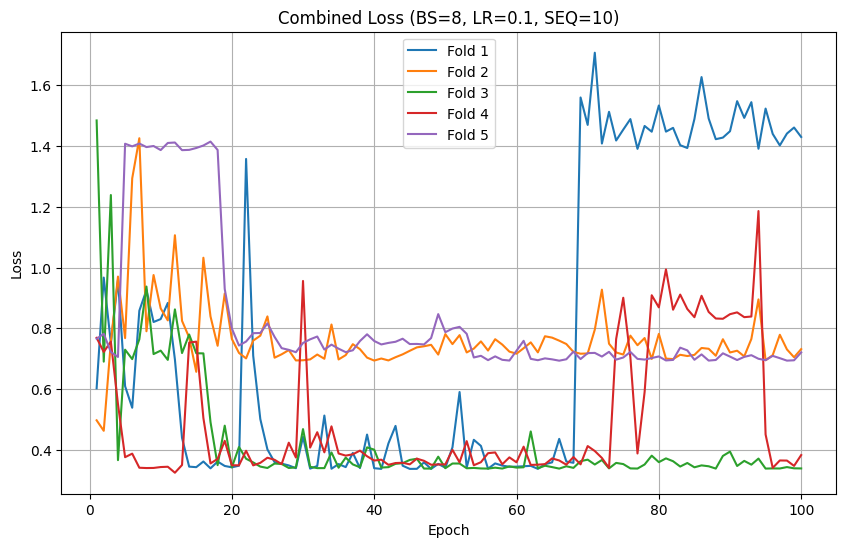 Combined Loss (BS=8, LR=0.1, SEQ=10)
Fold 1
Fold 2
Fold 3
Fold 4
Fold 5
Loss
1.6
1.4
1.2
1.0
0.8
0.6
0.4
0 20 40 60 80 100
Epoch